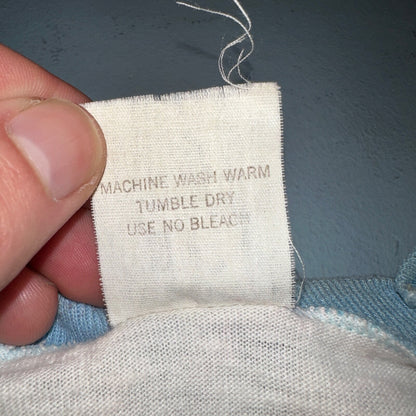 MACHINE WASH WARM
TUMBLE DRY
USE NO BLEACH